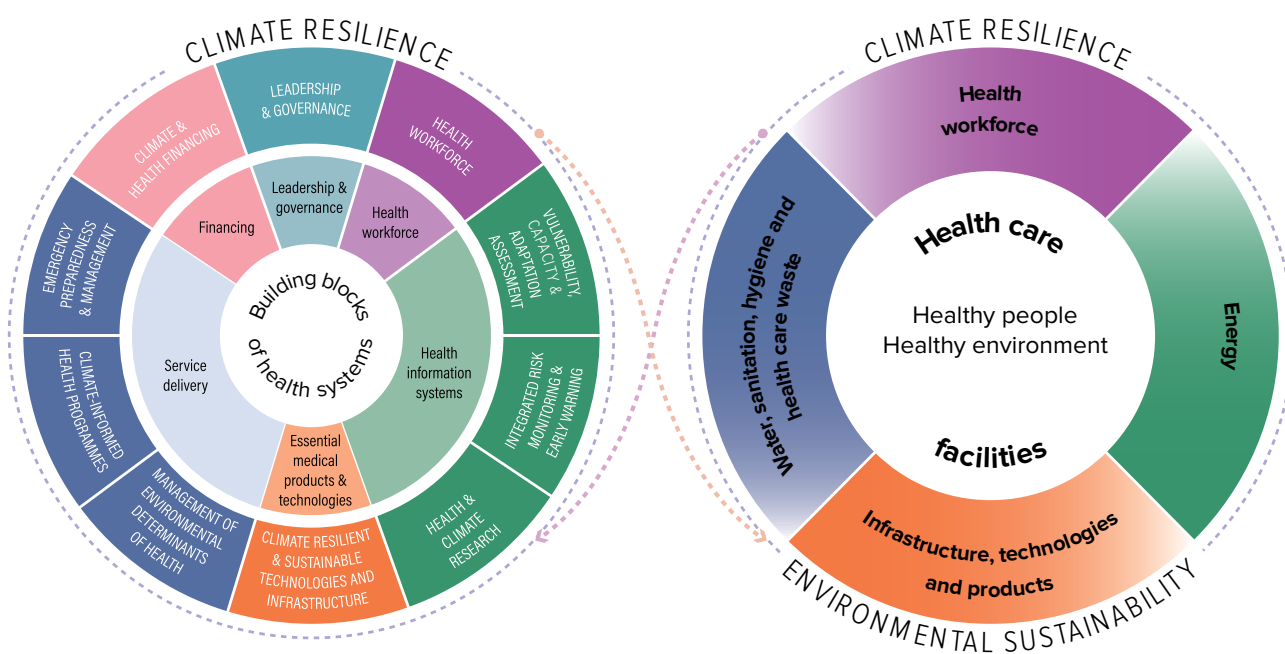 CLIMATE RESILIENCE
LEADERSHIP
& GOVERNANCE
HEALTH
WORKFORCE
VULNERABILITY,
CAPACITY &
ADAPTATION
ASSESSMENT
INTEGRATED RISK
MONITORING &
EARLY WARNING
HEALTH &
CLIMATE
RESEARCH
CLIMATE RESILIENT
& SUSTAINABLE
TECHNOLOGIES AND
INFRASTRUCTURE
MANAGEMENT OF
ENVIRONMENTAL
DETERMINANTS
OF HEALTH
CLIMATE-INFORMED
HEALTH PROGRAMMES
EMERGENCY
PREPAREDNESS
& MANAGEMENT
CLIMATE &
HEALTH FINANCING
Leadership &
governance
Health
workforce
Health
information
systems
Essential
medical
products &
technologies
Service
delivery
Financing
Building blocks
of health systems
CLIMATE RESILIENCE
Health
workforce
Energy
Infrastructure, technologies
and products
Water, sanitation, hygiene and
health care waste
Health care
Healthy people
Healthy environment
facilities
ENVIRONMENTAL SUSTAINABILITY